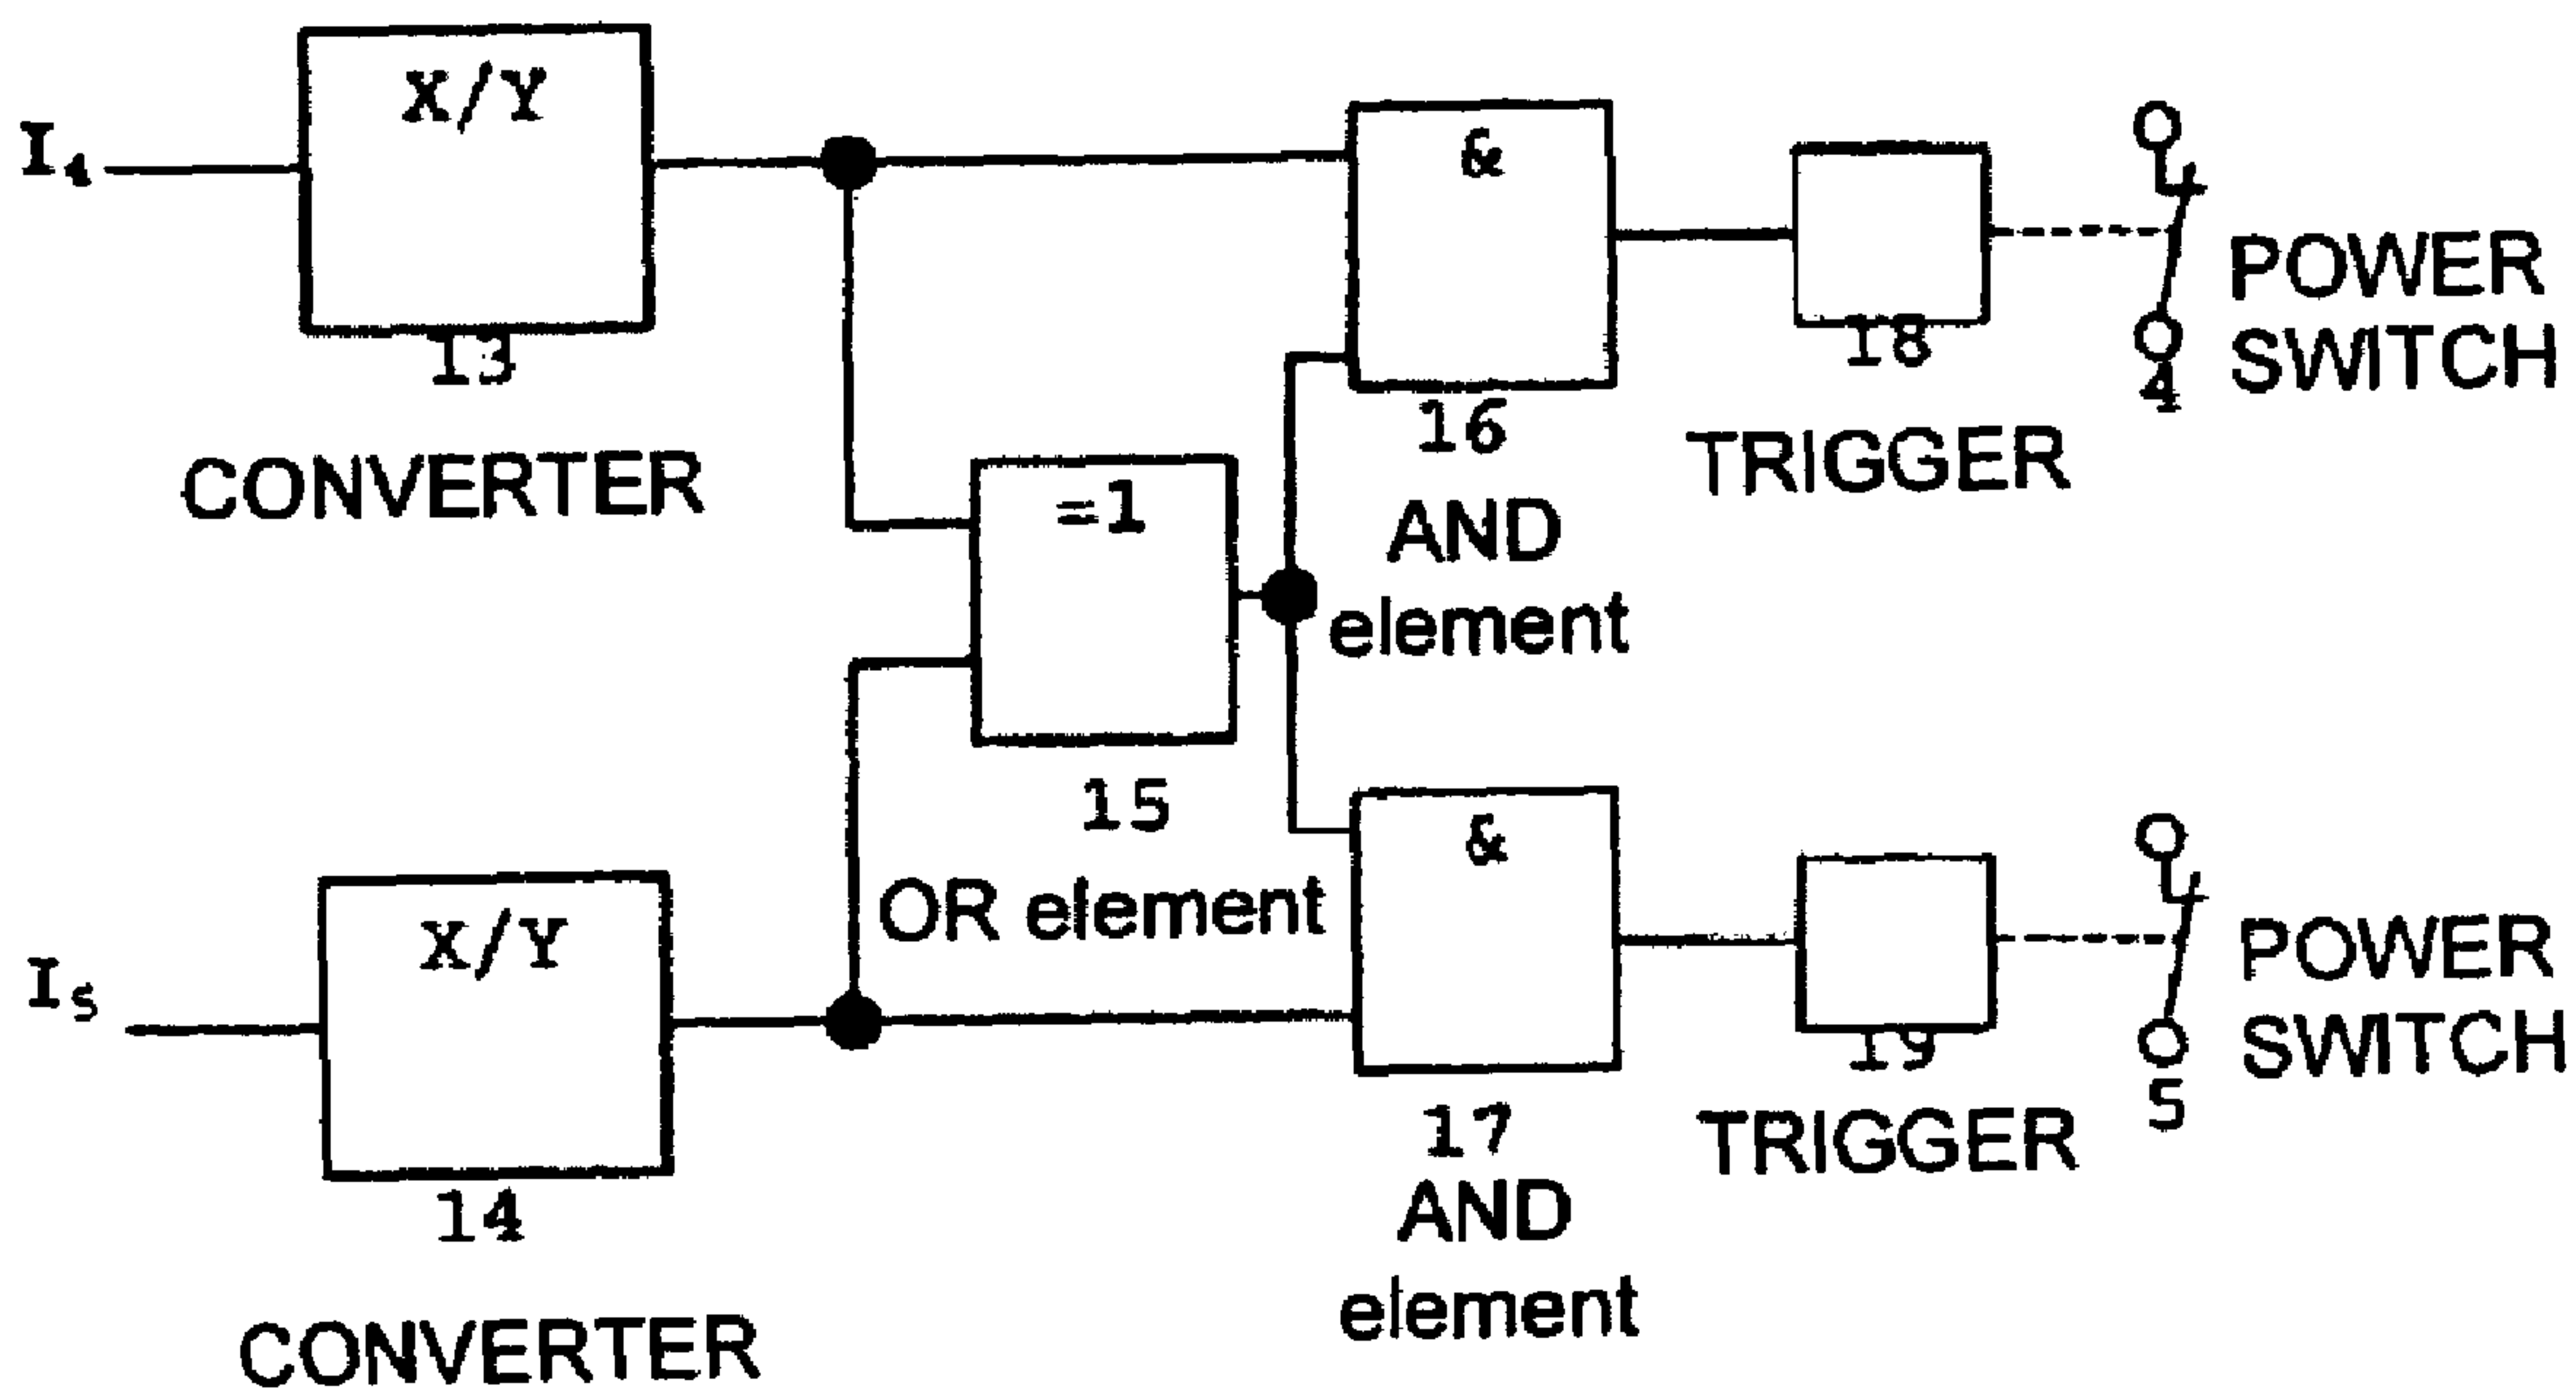 I4
X/Y
13
CONVERTER
=1
15
OR element
&
16
AND
element
18
TRIGGER
POWER
SWITCH
4
I5
X/Y
14
CONVERTER
&
17
AND
element
19
TRIGGER
POWER
SWITCH
5